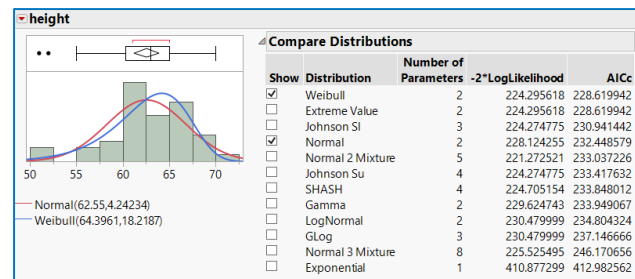 height
Compare Distributions
Number of
Show Distribution Parameters -2*LogLikelihood AICc
Weibull 2 224.295618 228.619942
Extreme Value 2 224.295618 228.619942
Johnson Sl 3 224.274775 230.941442
Normal 2 228.124255 232.448579
Normal 2 Mixture 5 221.272521 233.037226
Johnson Su 4 224.274775 233.417632
SHASH 4 224.705154 233.848012
Gamma 2 229.624743 233.949067
LogNormal 2 230.479999 234.804324
GLog 3 230.479999 237.146666
Normal 3 Mixture 8 225.525495 246.170656
Exponential 1 410.877299 412.982562
50 55 60 65 70
Normal(62.55,4.24234)
Weibull(64.3961,18.2187)